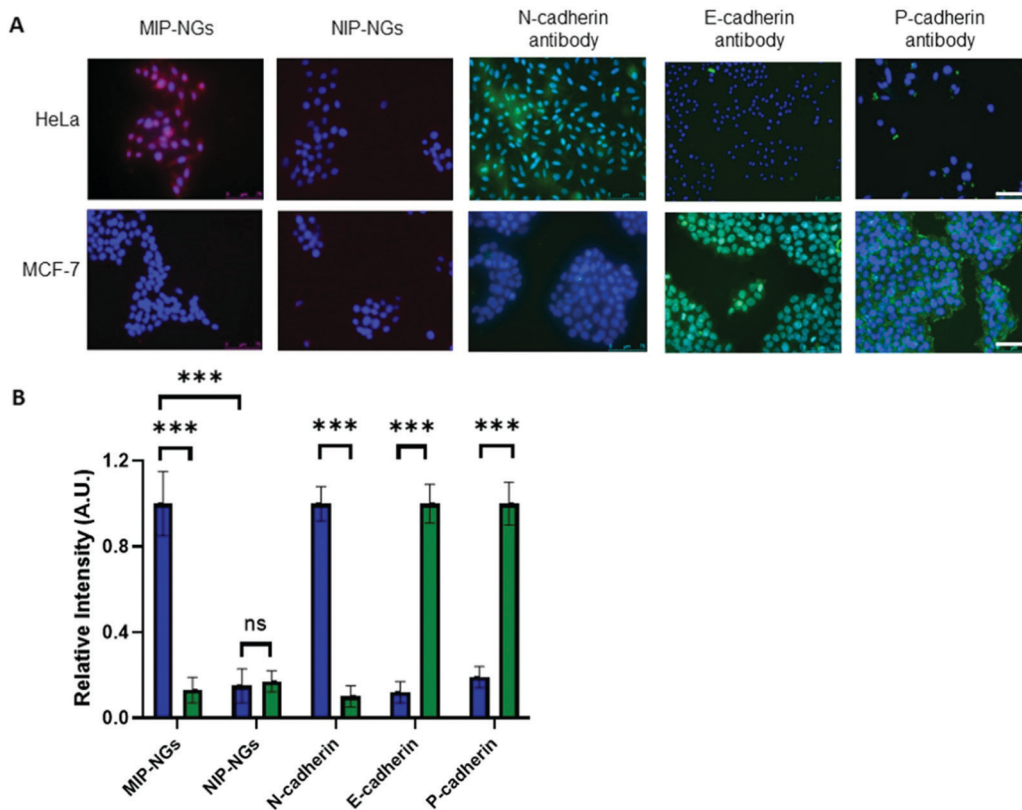 A
MIP-NGs
NIP-NGs
N-cadherin
antibody
E-cadherin
antibody
P-cadherin
antibody
HeLa
MCF-7
B
***
***
***
***
***
ns
Relative Intensity (A.U.)
1.2
0.8
0.4
0.0
MIP-NGs
NIP-NGs
N-cadherin
E-cadherin
P-cadherin